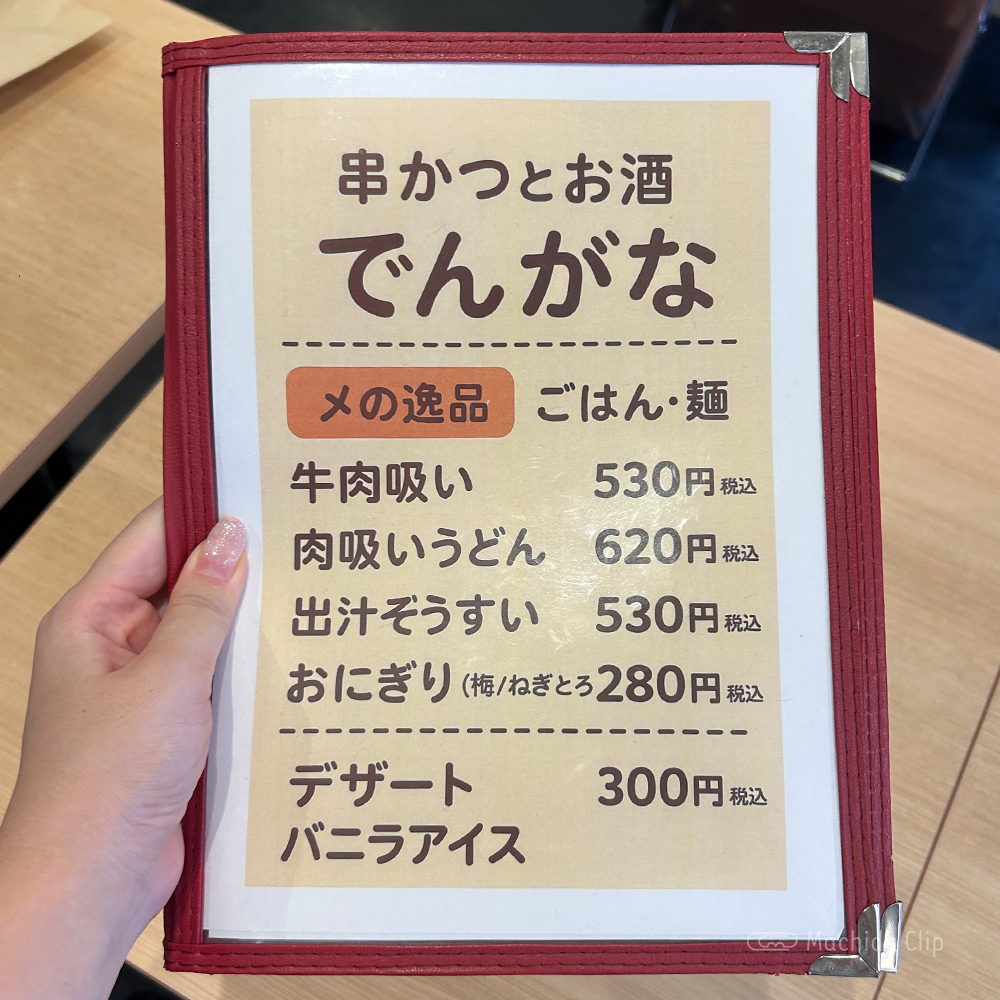 串かつとお酒
でんがな
〆の逸品 ごはん・麺
牛肉吸い 530円 税込
肉吸いうどん 620円 税込
出汁ぞうすい 530円 税込
おにぎり(梅/ねぎとろ 280円 税込
デザート 300円 税込
バニラアイス
Machica Clip